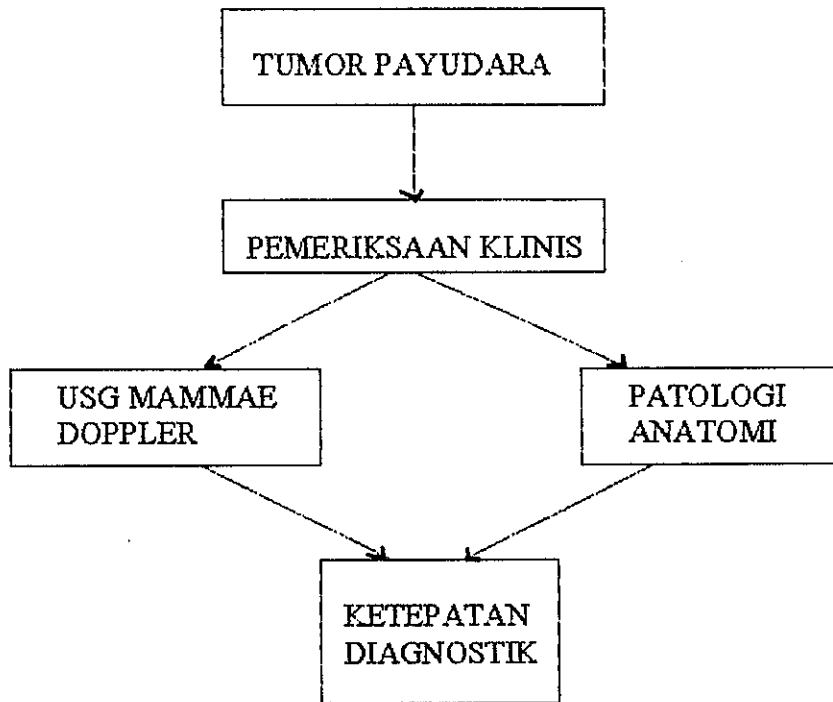 TUMOR PAYUDARA
PEMERIKSAAN KLINIS
USG MAMMAE
DOPPLER
PATOLOGI
ANATOMI
KETEPATAN
DIAGNOSTIK